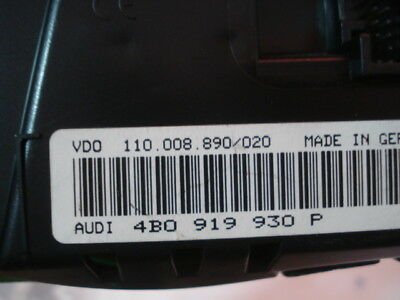 VDO 110.008.890/020 MADE IN GER
AUDI 4B0 919 930 P